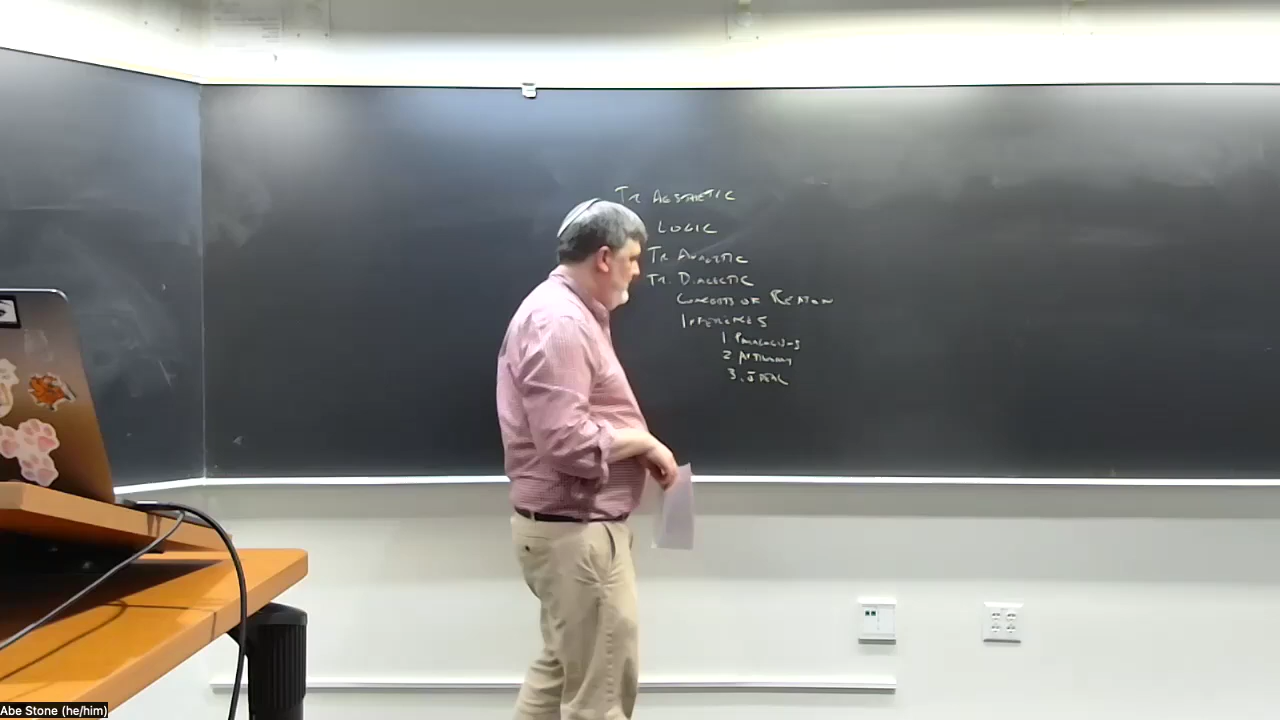 Tr. AESTHETIC
LOGIC
Tr. ANALYTIC
Tr. DIALECTIC
CONCEPTS OF REASON
INFERENCES
1. PARALOGISMS
2 ANTINOMY
3. IDEAL
Abe Stone (he/him)